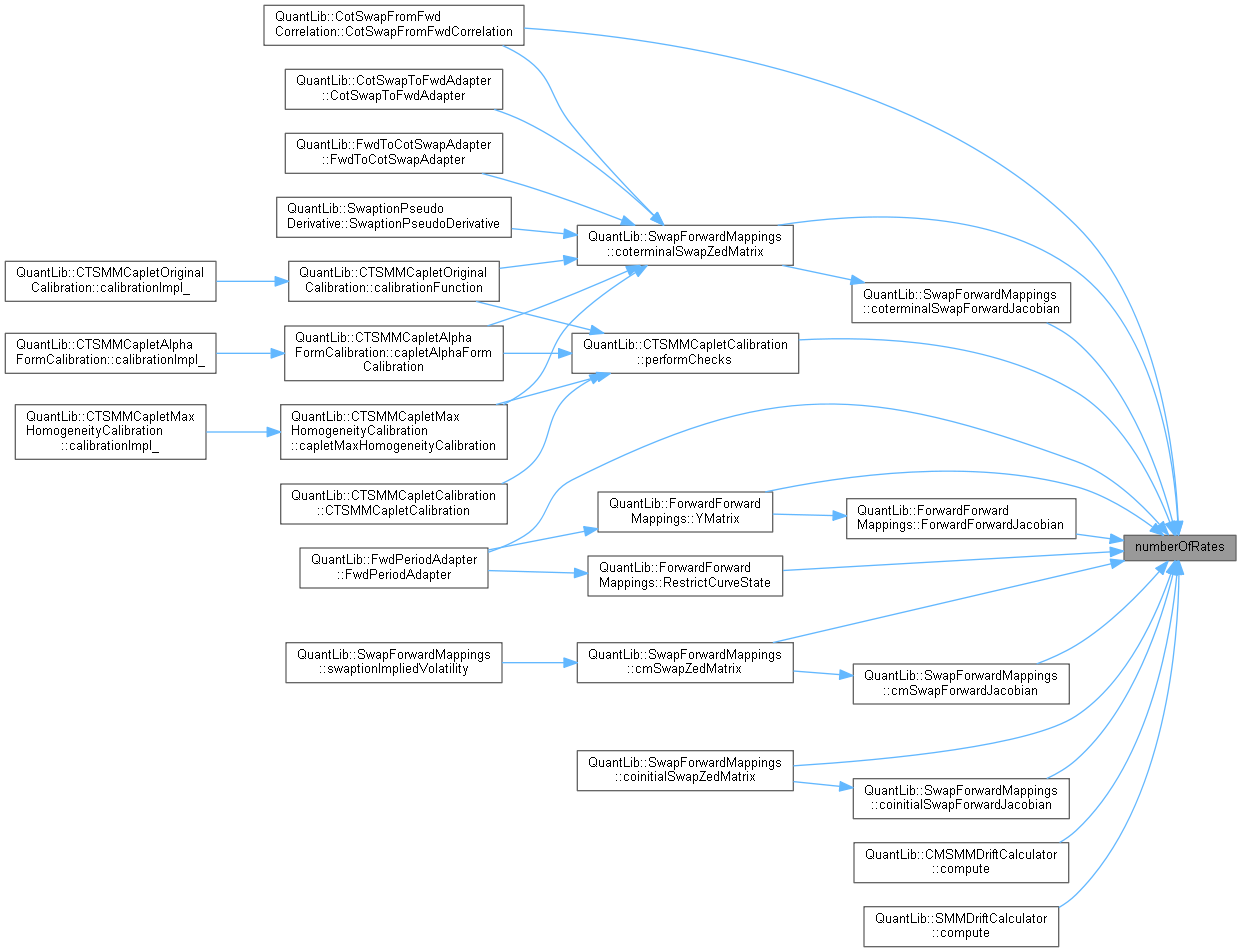 QuantLib::CotSwapFromFwd
Correlation::CotSwapFromFwdCorrelation
QuantLib::CotSwapToFwdAdapter
::CotSwapToFwdAdapter
QuantLib::FwdToCotSwapAdapter
::FwdToCotSwapAdapter
QuantLib::SwaptionPseudo
Derivative::SwaptionPseudoDerivative
QuantLib::SwapForwardMappings
::coterminalSwapZedMatrix
QuantLib::CTSMMCapletOriginal
Calibration::calibrationImpl_
QuantLib::CTSMMCapletOriginal
Calibration::calibrationFunction
QuantLib::SwapForwardMappings
::coterminalSwapForwardJacobian
QuantLib::CTSMMCapletAlpha
FormCalibration::calibrationImpl_
QuantLib::CTSMMCapletAlpha
FormCalibration::capletAlphaForm
Calibration
QuantLib::CTSMMCapletCalibration
::performChecks
QuantLib::CTSMMCapletMax
HomogeneityCalibration
::calibrationImpl_
QuantLib::CTSMMCapletMax
HomogeneityCalibration
::capletMaxHomogeneityCalibration
QuantLib::CTSMMCapletCalibration
::CTSMMCapletCalibration
QuantLib::ForwardForward
Mappings::YMatrix
QuantLib::ForwardForward
Mappings::ForwardForwardJacobian
numberOfRates
QuantLib::FwdPeriodAdapter
::FwdPeriodAdapter
QuantLib::ForwardForward
Mappings::RestrictCurveState
QuantLib::SwapForwardMappings
::swaptionImpliedVolatility
QuantLib::SwapForwardMappings
::cmSwapZedMatrix
QuantLib::SwapForwardMappings
::cmSwapForwardJacobian
QuantLib::SwapForwardMappings
::coinitialSwapZedMatrix
QuantLib::SwapForwardMappings
::coinitialSwapForwardJacobian
QuantLib::CMSMMDriftCalculator
::compute
QuantLib::SMMDriftCalculator
::compute